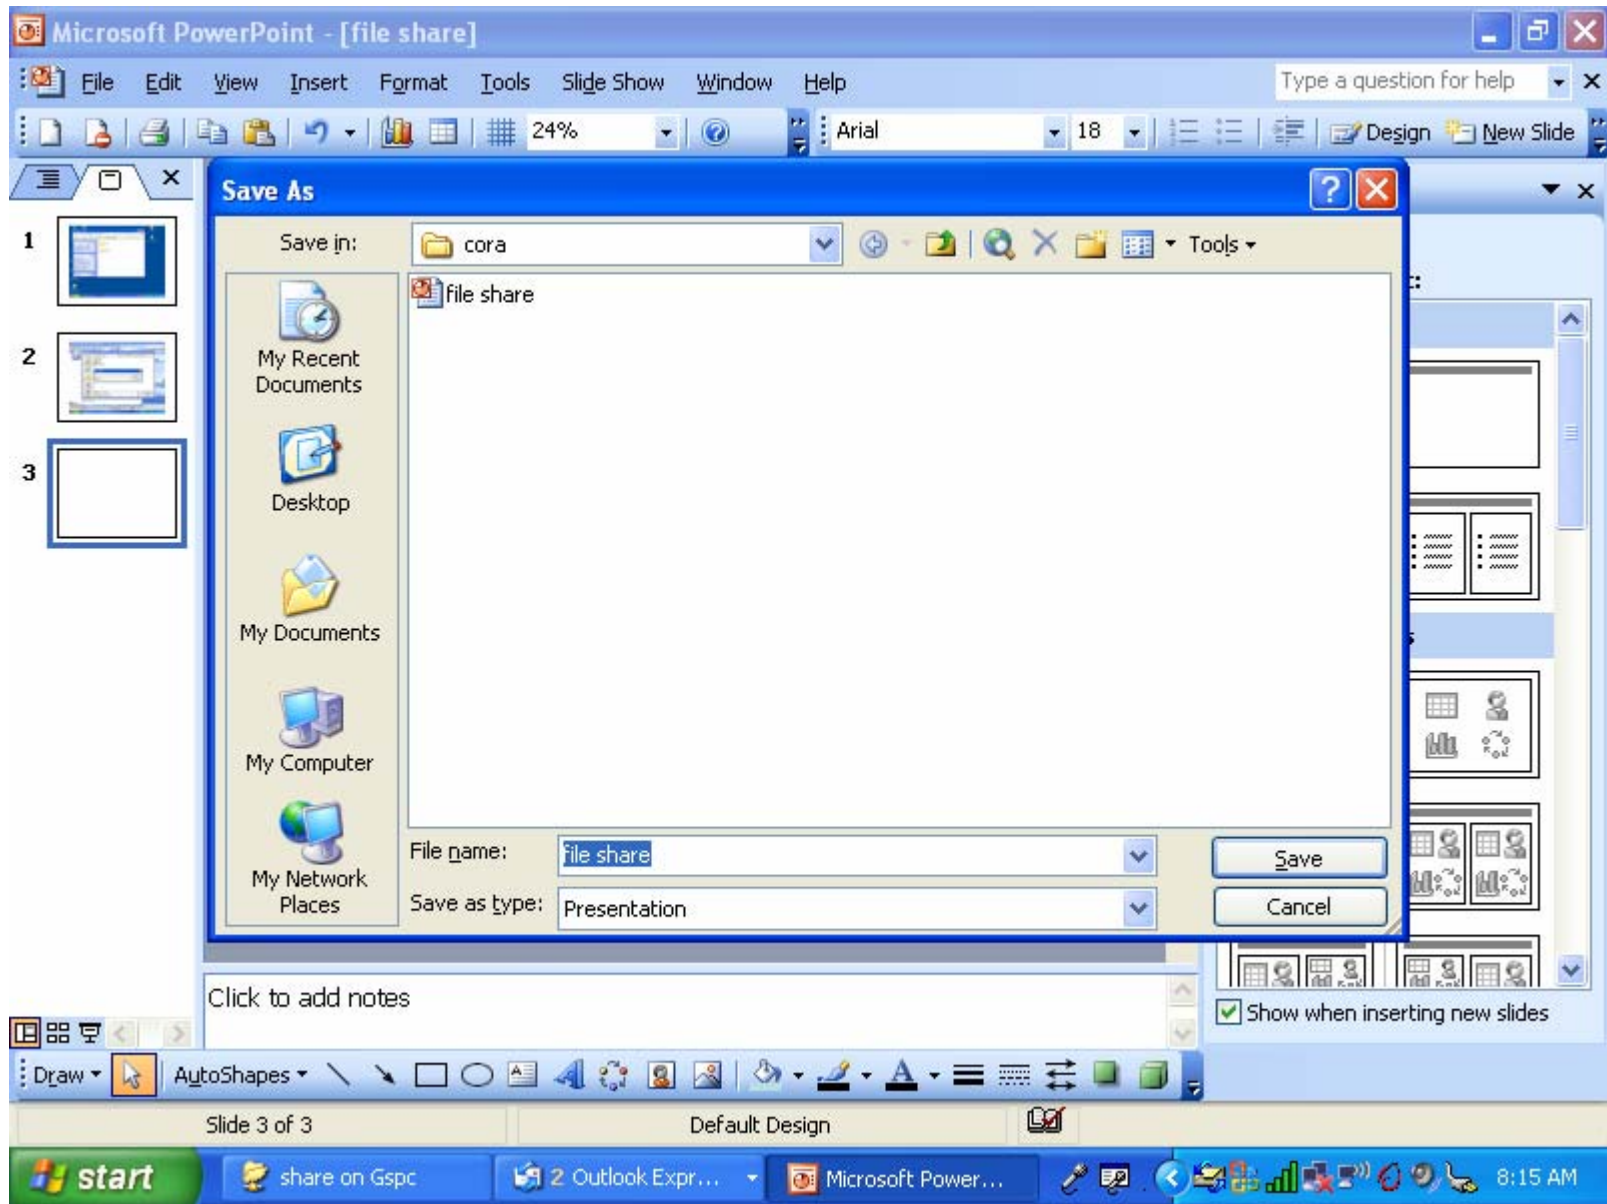 Microsoft PowerPoint - [file share]
File Edit View Insert Format Tools Slide Show Window Help Type a question for help
24% Arial 18 Design New Slide
Save As
Save in: cora Tools
1
2
3
file share
My Recent
Documents
Desktop
My Documents
My Computer
My Network
Places
File name: file share Save
Save as type: Presentation Cancel
Click to add notes
Show when inserting new slides
Draw AutoShapes
Slide 3 of 3 Default Design
start share on Gspc 2 Outlook Expr... Microsoft Power... 8:15 AM